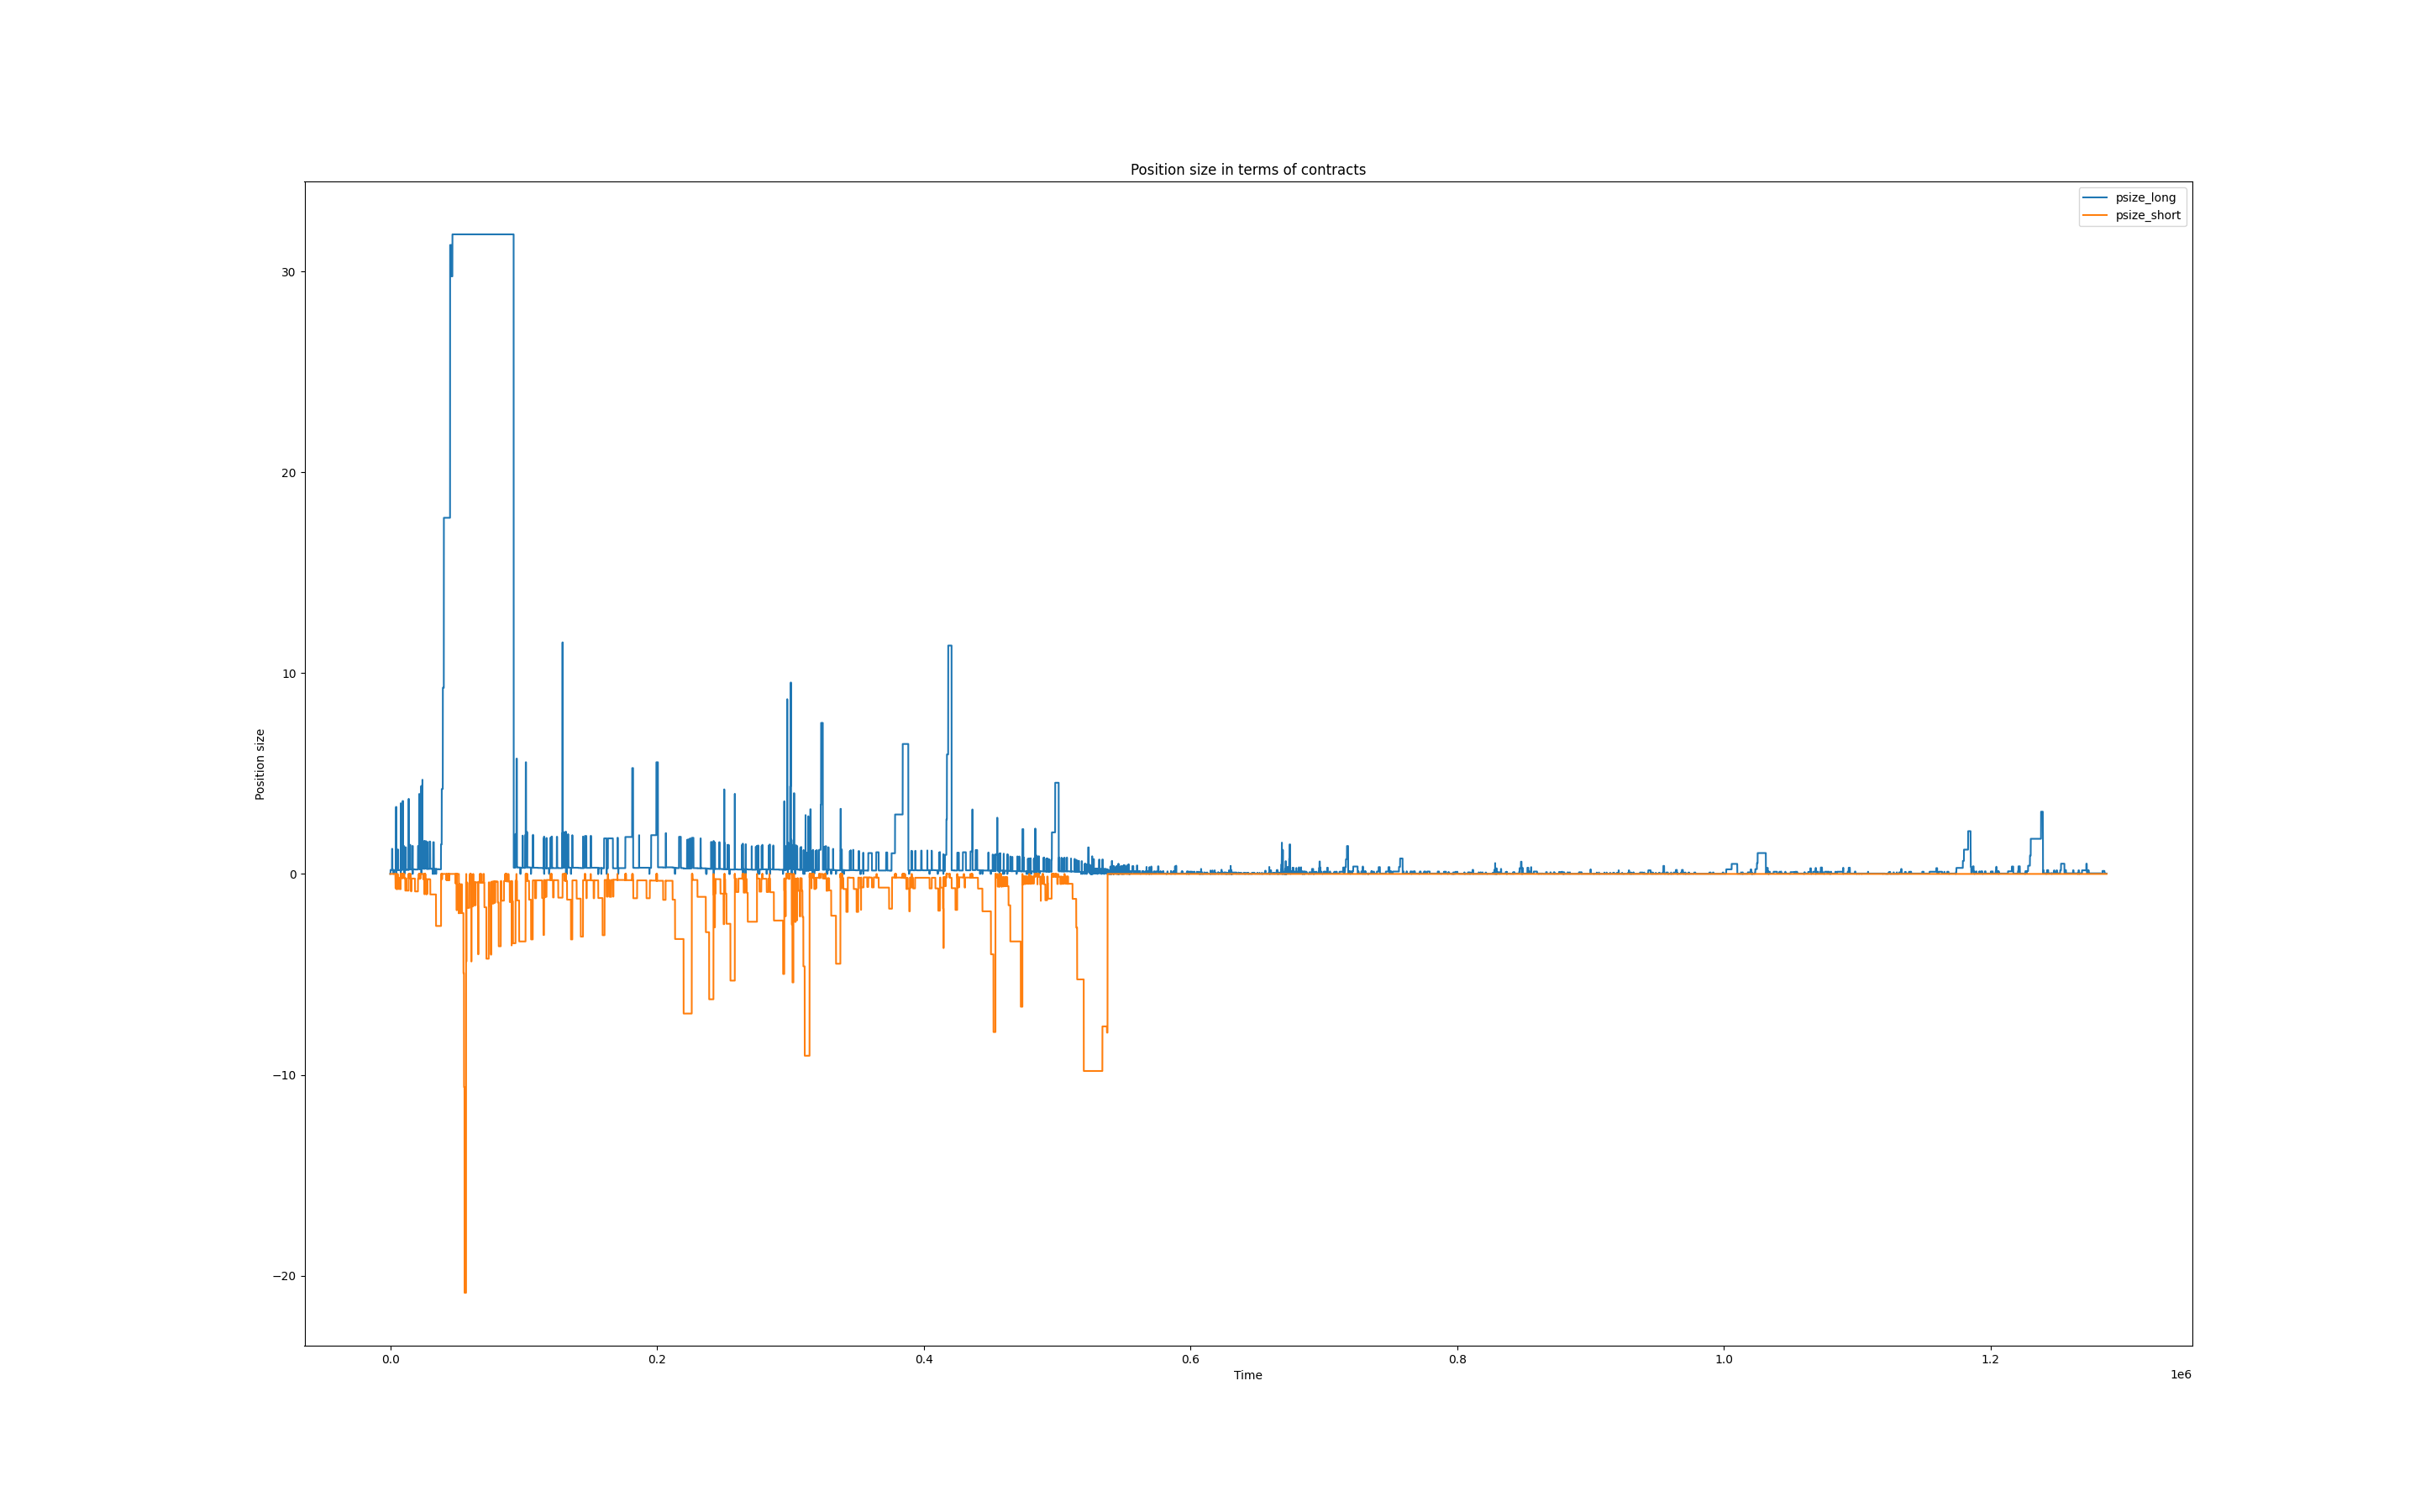 Position size in terms of contracts
psize_long
psize_short
30
20
10
0
−10
−20
Position size
0.0 0.2 0.4 0.6 0.8 1.0 1.2
Time
1e6